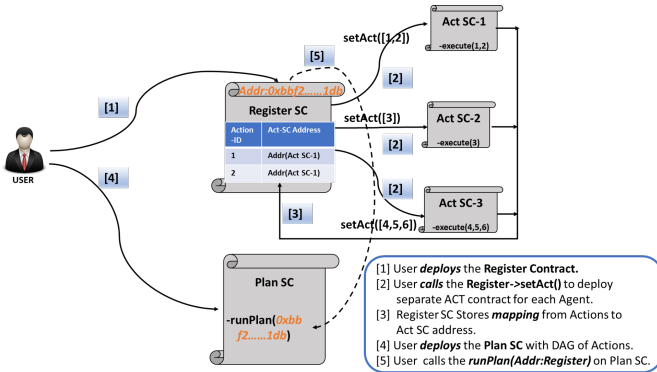 [5]
setAct([1,2])
Act SC-1
-execute(1,2)
[1]
[2]
Addr:0xbbf2......1db
Register SC
setAct([3])
Act SC-2
-execute(3)
[2]
Action
-ID
Act-SC Address
1 Addr(Act SC-1)
2 Addr(Act SC-1)
USER
[4]
[2]
[3]
Act SC-3
-execute(4,5,6)
setAct([4,5,6])
Plan SC
-runPlan(0xbb
f2......1db)
[1] User deploys the Register Contract.
[2] User calls the Register->setAct() to deploy
separate ACT contract for each Agent.
[3] Register SC Stores mapping from Actions to
Act SC address.
[4] User deploys the Plan SC with DAG of Actions.
[5] User calls the runPlan(Addr:Register) on Plan SC.